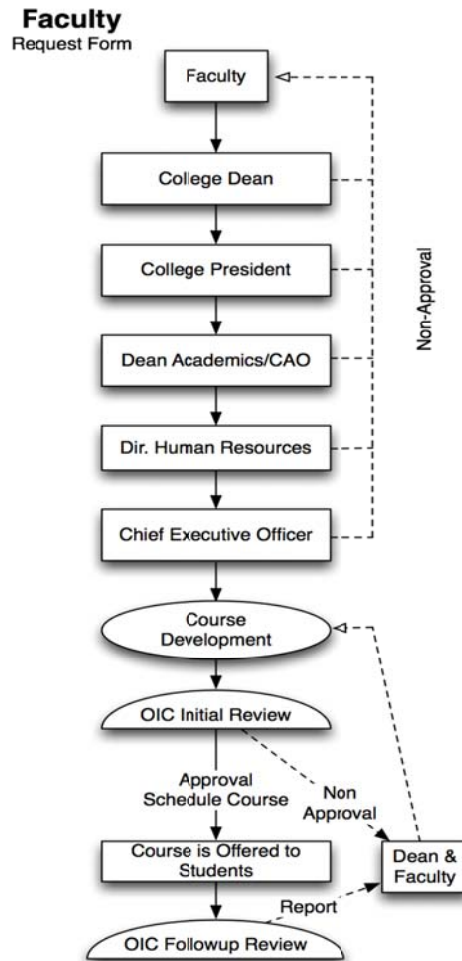 Faculty
Request Form
Faculty
College Dean
College President
Non-Approval
Dean Academics/CAO
Dir. Human Resources
Chief Executive Officer
Course
Development
OIC Initial Review
Approval
Schedule Course
Non
Approval
Course is Offered to
Students
Dean &
Faculty
Report
OIC Followup Review